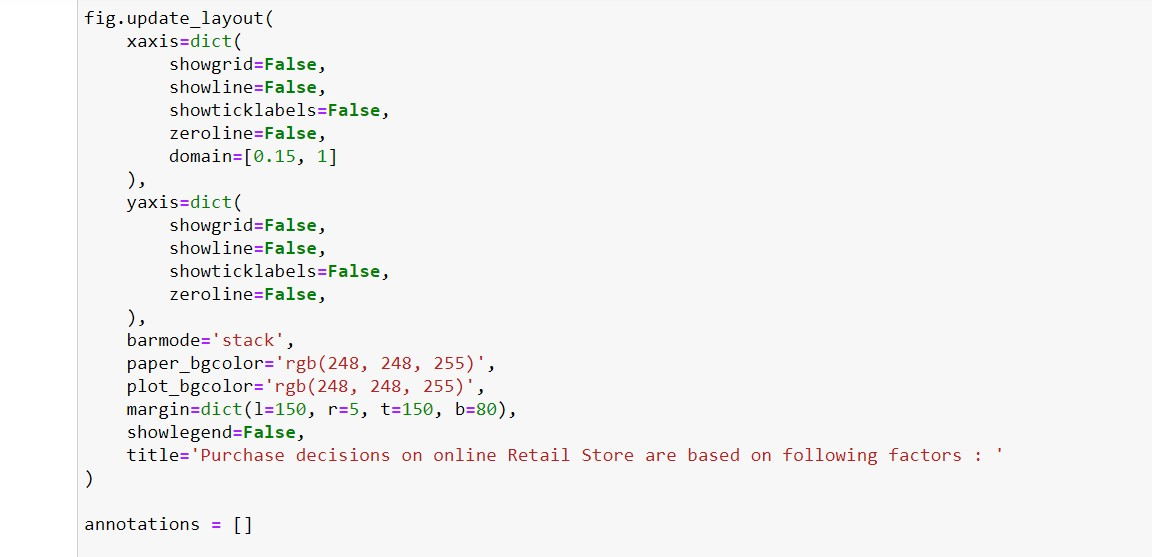 fig.update_layout(
    xaxis=dict(
        showgrid=False,
        showline=False,
        showticklabels=False,
        zeroline=False,
        domain=[0.15, 1]
    ),
    yaxis=dict(
        showgrid=False,
        showline=False,
        showticklabels=False,
        zeroline=False,
    ),
    barmode='stack',
    paper_bgcolor='rgb(248, 248, 255)',
    plot_bgcolor='rgb(248, 248, 255)',
    margin=dict(l=150, r=5, t=150, b=80),
    showlegend=False,
    title='Purchase decisions on online Retail Store are based on following factors : '
)
annotations = []